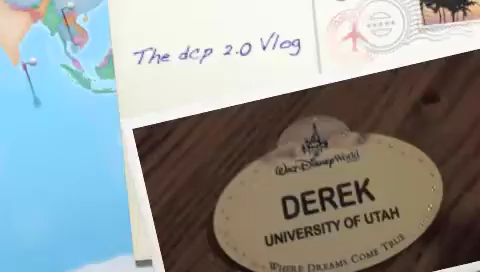 The dcp 2.0 Vlog
Walt Disney World
DEREK
UNIVERSITY OF UTAH
WHERE DREAMS COME TRUE